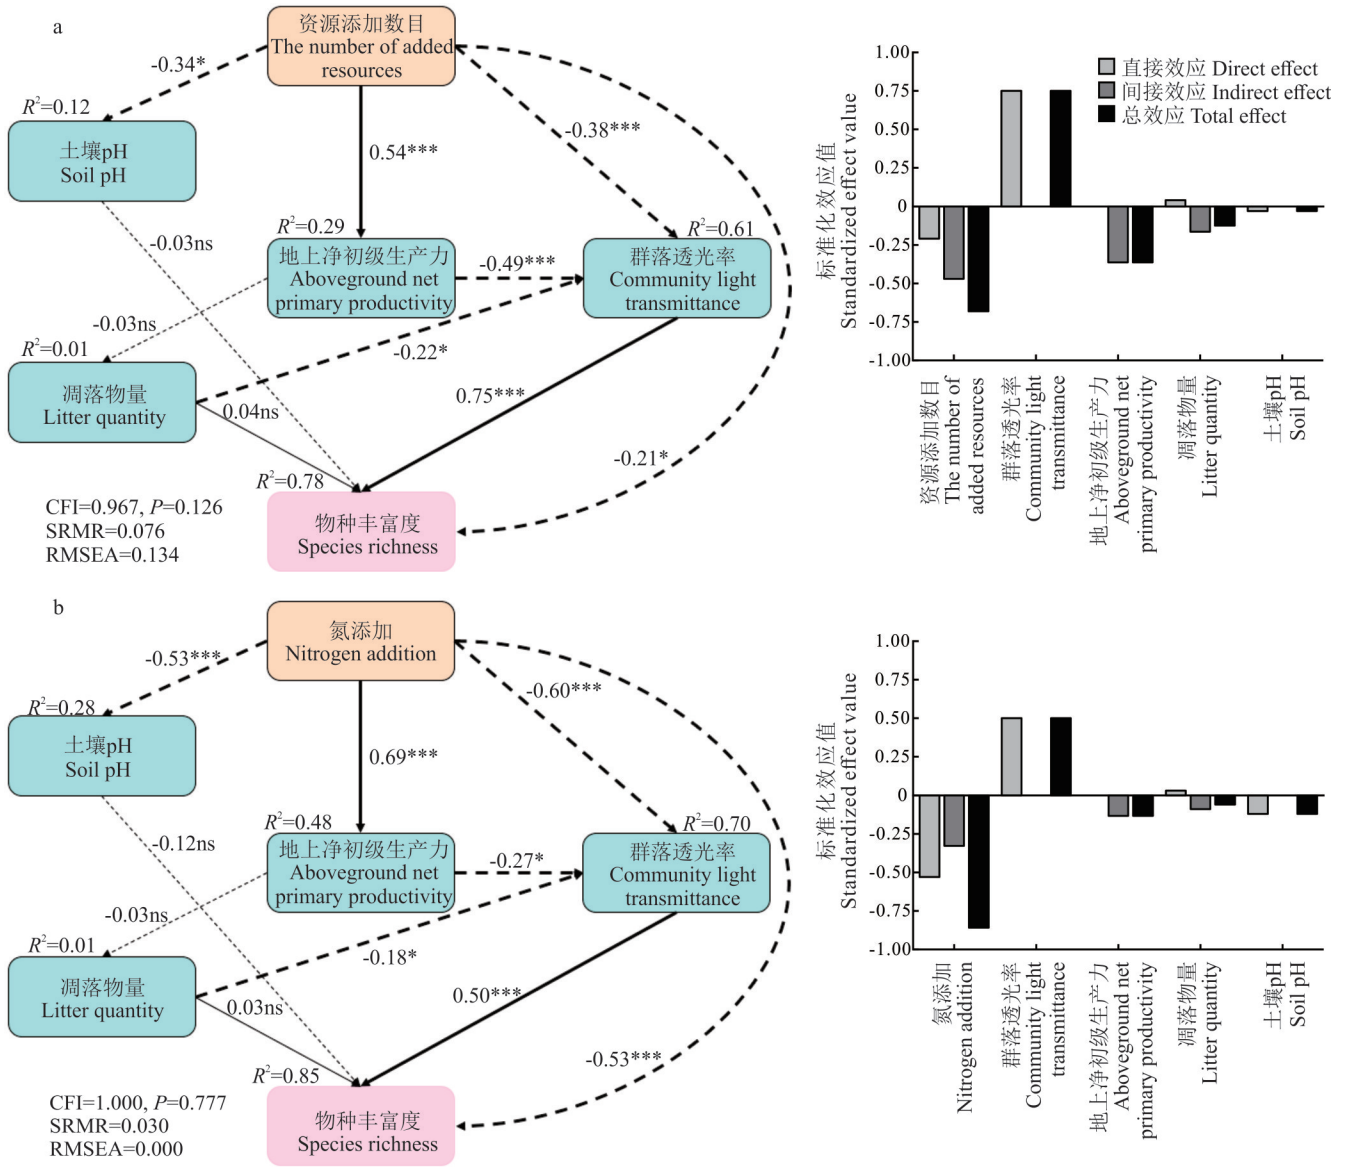 a
资源添加数目
The number of added
resources
-0.34*
R²=0.12
土壤pH
Soil pH
0.54***
-0.38***
-0.03ns
R²=0.29
地上净初级生产力
Aboveground net
primary productivity
-0.49***
R²=0.61
群落透光率
Community light
transmittance
-0.03ns
R²=0.01
凋落物量
Litter quantity
-0.22*
0.04ns
0.75***
-0.21*
R²=0.78
物种丰富度
Species richness
CFI=0.967, P=0.126
SRMR=0.076
RMSEA=0.134
标准化效应值
Standardized effect value
1.00
0.75
0.50
0.25
0
-0.25
-0.50
-0.75
-1.00
直接效应 Direct effect
间接效应 Indirect effect
总效应 Total effect
资源添加数目
The number of
added resources
群落透光率
Community light
transmittance
地上净初级生产力
Aboveground net
primary productivity
凋落物量
Litter quantity
土壤pH
Soil pH
b
氮添加
Nitrogen addition
-0.53***
R²=0.28
土壤pH
Soil pH
0.69***
-0.60***
-0.12ns
R²=0.48
地上净初级生产力
Aboveground net
primary productivity
-0.27*
R²=0.70
群落透光率
Community light
transmittance
-0.03ns
R²=0.01
凋落物量
Litter quantity
-0.18*
0.03ns
0.50***
-0.53***
R²=0.85
物种丰富度
Species richness
CFI=1.000, P=0.777
SRMR=0.030
RMSEA=0.000
标准化效应值
Standardized effect value
1.00
0.75
0.50
0.25
0
-0.25
-0.50
-0.75
-1.00
氮添加
Nitrogen addition
群落透光率
Community light
transmittance
地上净初级生产力
Aboveground net
primary productivity
凋落物量
Litter quantity
土壤pH
Soil pH